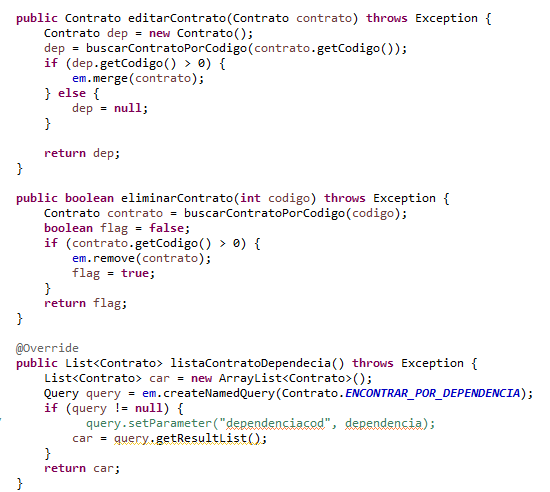 public Contrato editarContrato(Contrato contrato) throws Exception {
Contrato dep = new Contrato();
dep = buscarContratoPorCodigo(contrato.getCodigo());
if (dep.getCodigo() > 0) {
em.merge(contrato);
} else {
dep = null;
}
return dep;
}
public boolean eliminarContrato(int codigo) throws Exception {
Contrato contrato = buscarContratoPorCodigo(codigo);
boolean flag = false;
if (contrato.getCodigo() > 0) {
em.remove(contrato);
flag = true;
}
return flag;
}
@Override
public List<Contrato> listaContratoDependecia() throws Exception {
List<Contrato> car = new ArrayList<Contrato>();
Query query = em.createNamedQuery(Contrato.ENCONTRAR_POR_DEPENDENCIA);
if (query != null) {
query.setParameter("dependenciacod", dependencia);
car = query.getResultList();
}
return car;
}